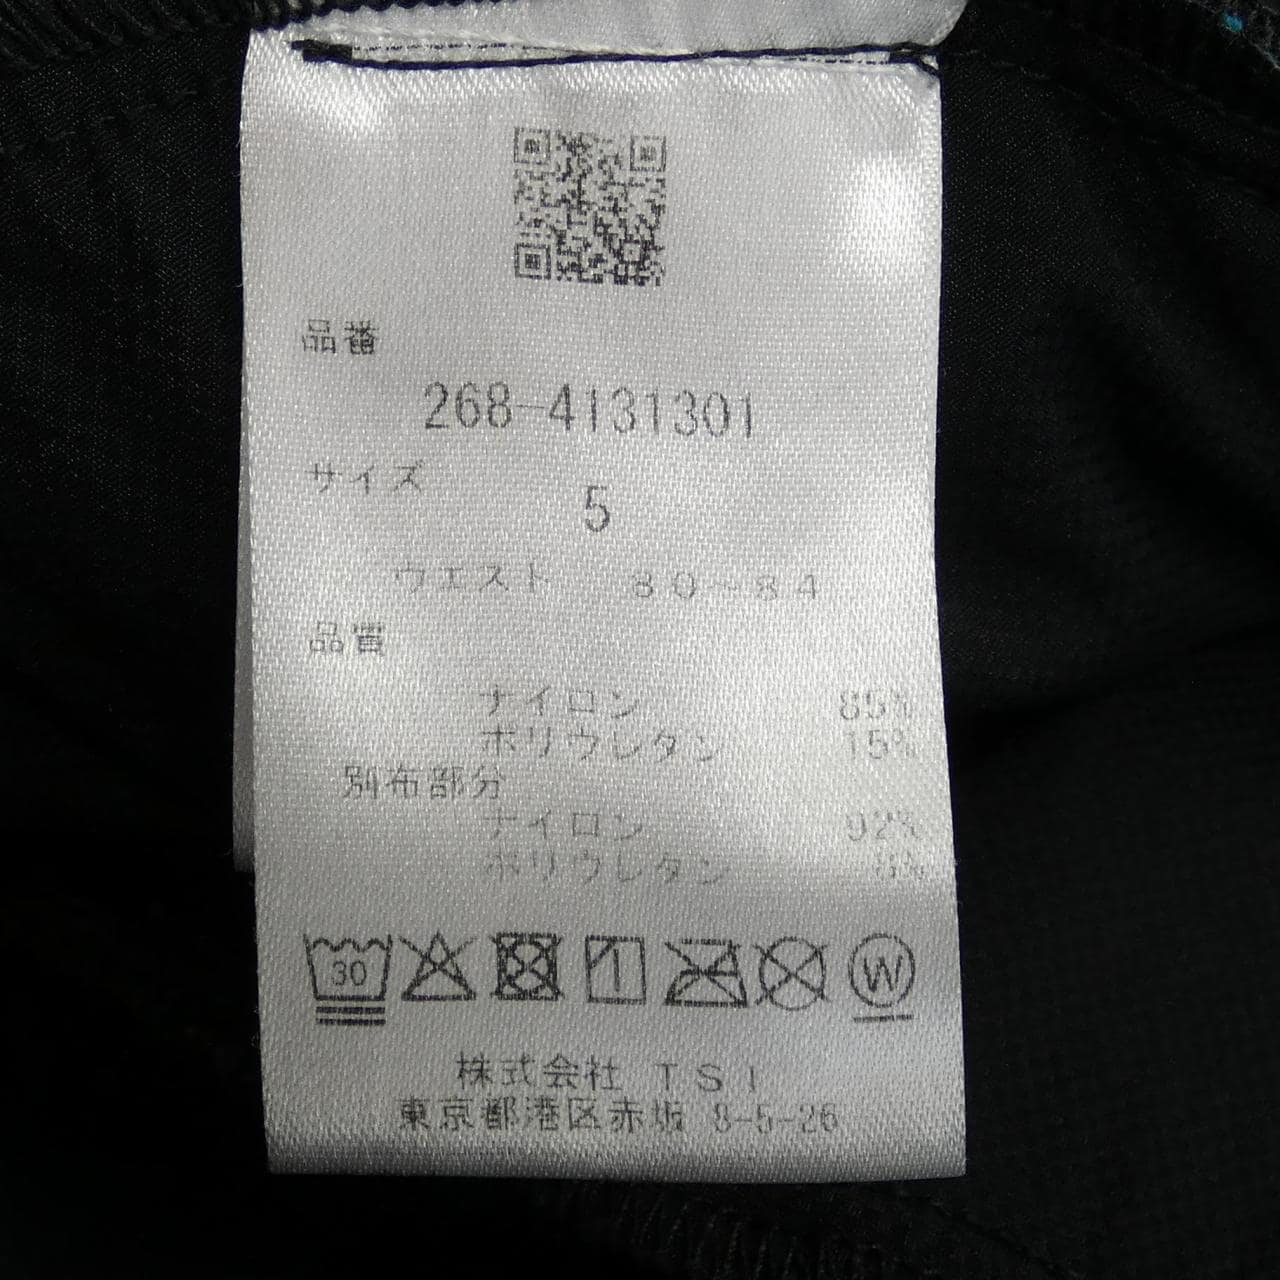 品番
268-4131301
サイズ
5
ウエスト 80~84
品質
ナイロン 85%
ポリウレタン 15%
別布部分
ナイロン 92%
ポリウレタン 8%
30 W
株式会社 TSI
東京都港区赤坂 8-5-26